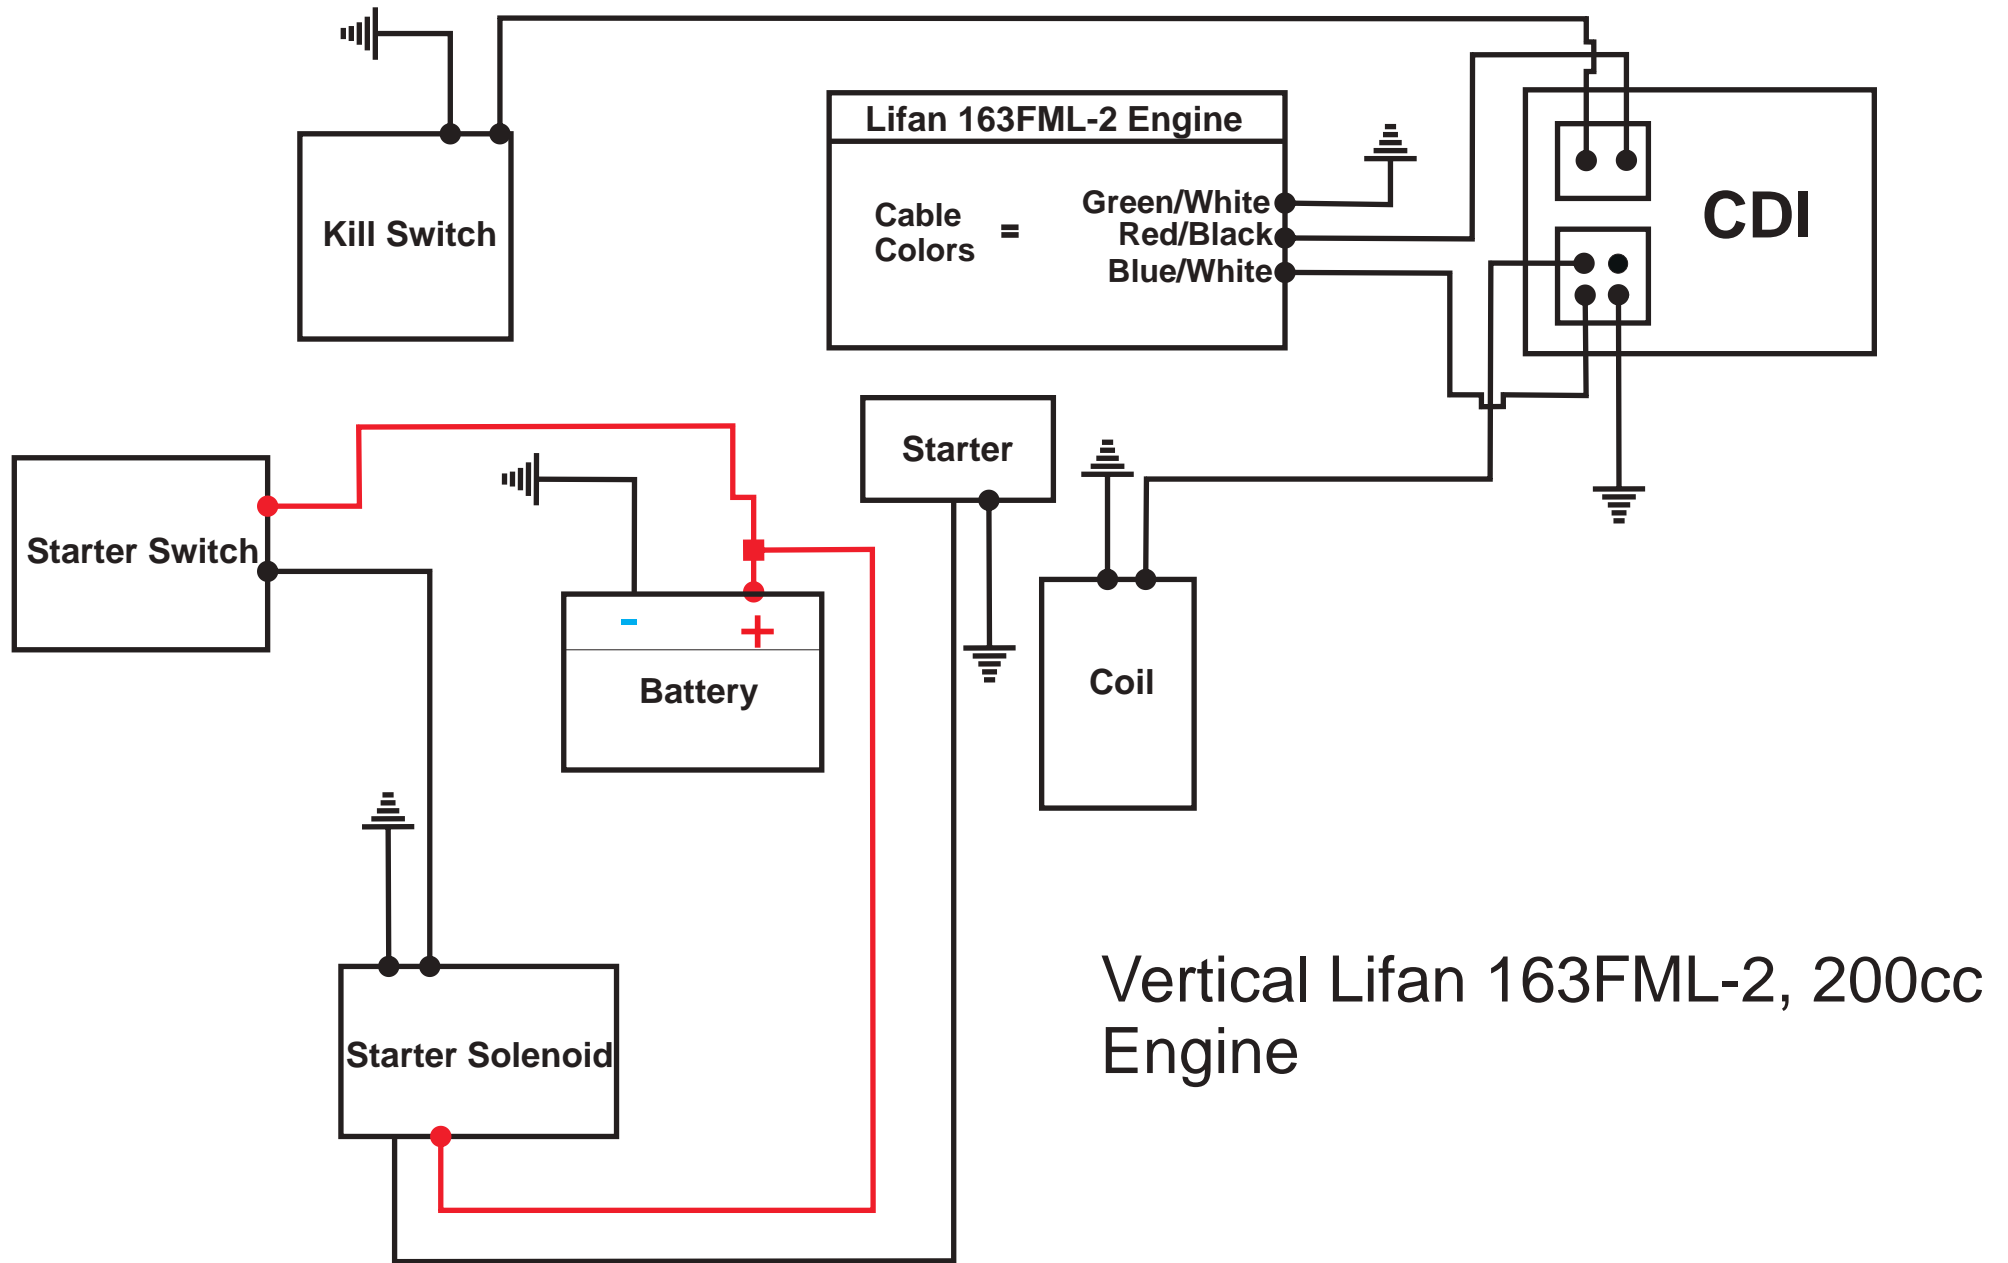 Lifan 163FML-2 Engine
Cable
Colors
=
Green/White
Red/Black
Blue/White
CDI
Kill Switch
Starter
Starter Switch
-
+
Battery
Coil
Starter Solenoid
Vertical Lifan 163FML-2, 200cc
Engine